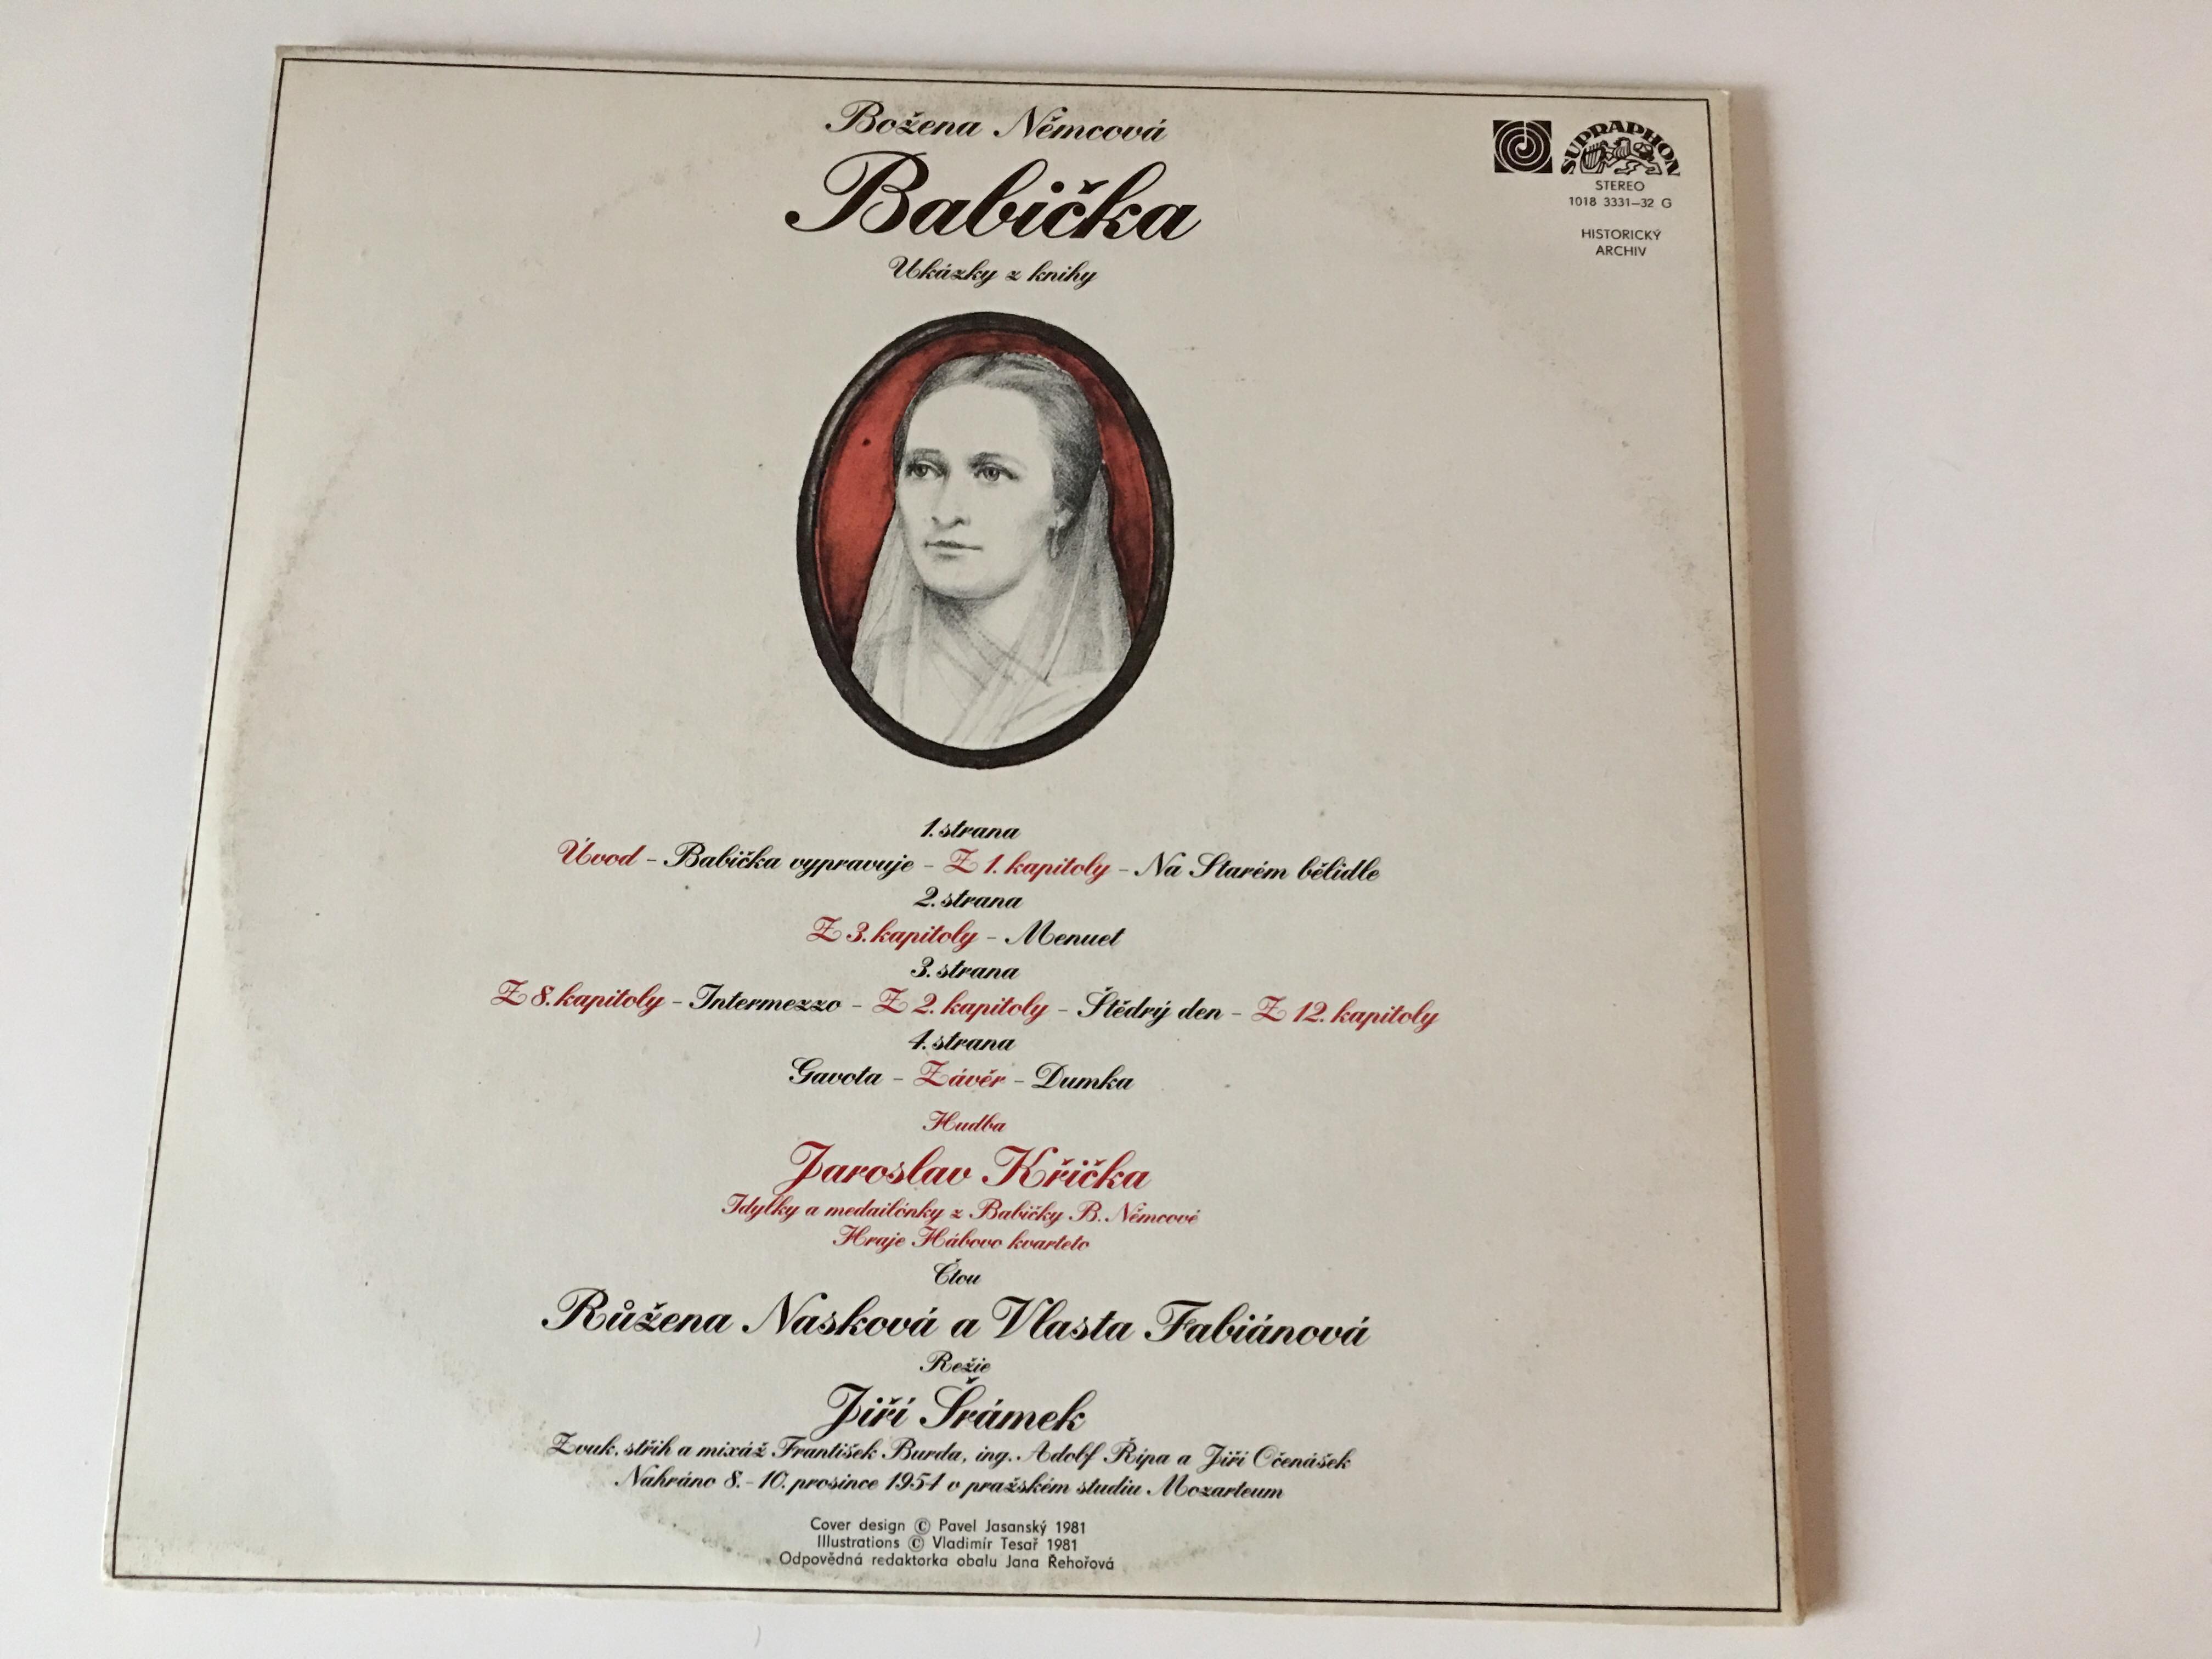 Božena Němcová
Babička
Ukázky z knihy
SUPRAPHON
STEREO
1018 3331–32 G
HISTORICKÝ
ARCHIV
1. strana
Úvod – Babička vypravuje – Z 1. kapitoly – Na Starém bělidle
2. strana
Z 3. kapitoly – Menuet
3. strana
Z 8. kapitoly – Intermezzo – Z 2. kapitoly – Štědrý den – Z 12. kapitoly
4. strana
Gavota – Závěr – Dumka
Hudba
Jaroslav Křička
Idylky a medailónky z Babičky B. Němcové
Hraje Hábovo kvarteto
Čtou
Růžena Nasková a Vlasta Fabiánová
Režie
Jiří Šrámek
Zvuk, střih a mixáž František Burda, ing. Adolf Řípa a Jiří Očenášek
Nahráno 8.–10. prosince 1954 v pražském studiu Mozarteum
Cover design © Pavel Jasanský 1981
Illustrations © Vladimír Tesař 1981
Odpovědná redaktorka obalu Jana Řehořová